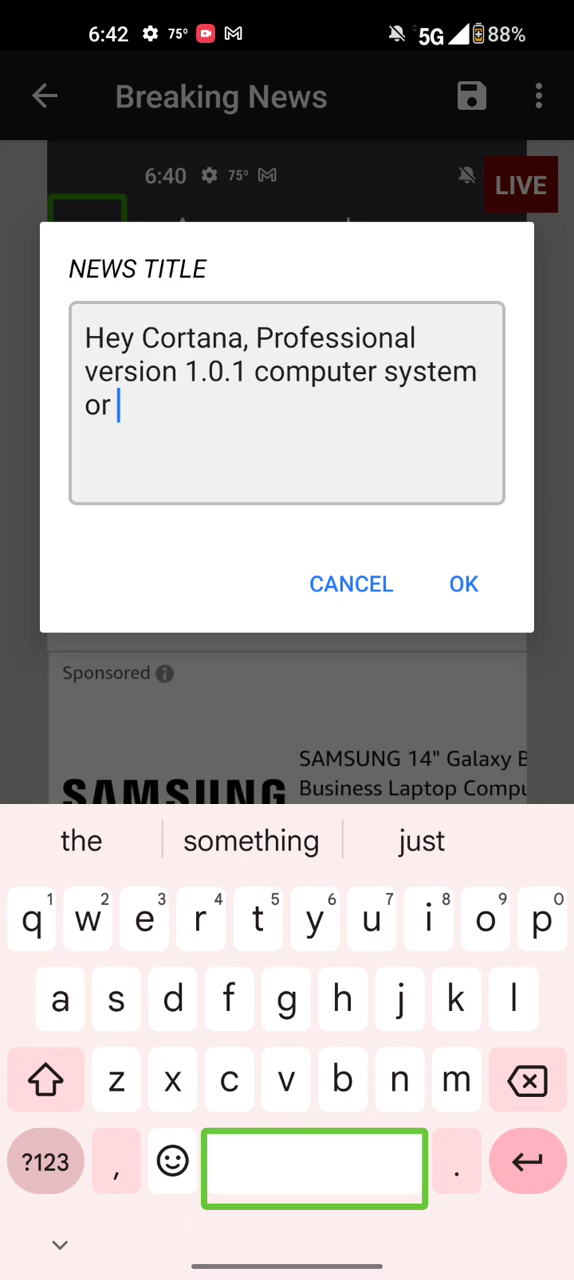 6:42 75° 5G 88%
Breaking News
6:40 75°
LIVE
NEWS TITLE
Hey Cortana, Professional
version 1.0.1 computer system
or
CANCEL OK
Sponsored
SAMSUNG 14" Galaxy B
Business Laptop Compu
SAMSUNG
the something just
q1 w2 e3 r4 t5 y6 u7 i8 o9 p0
a s d f g h j k l
z x c v b n m
?123 , .